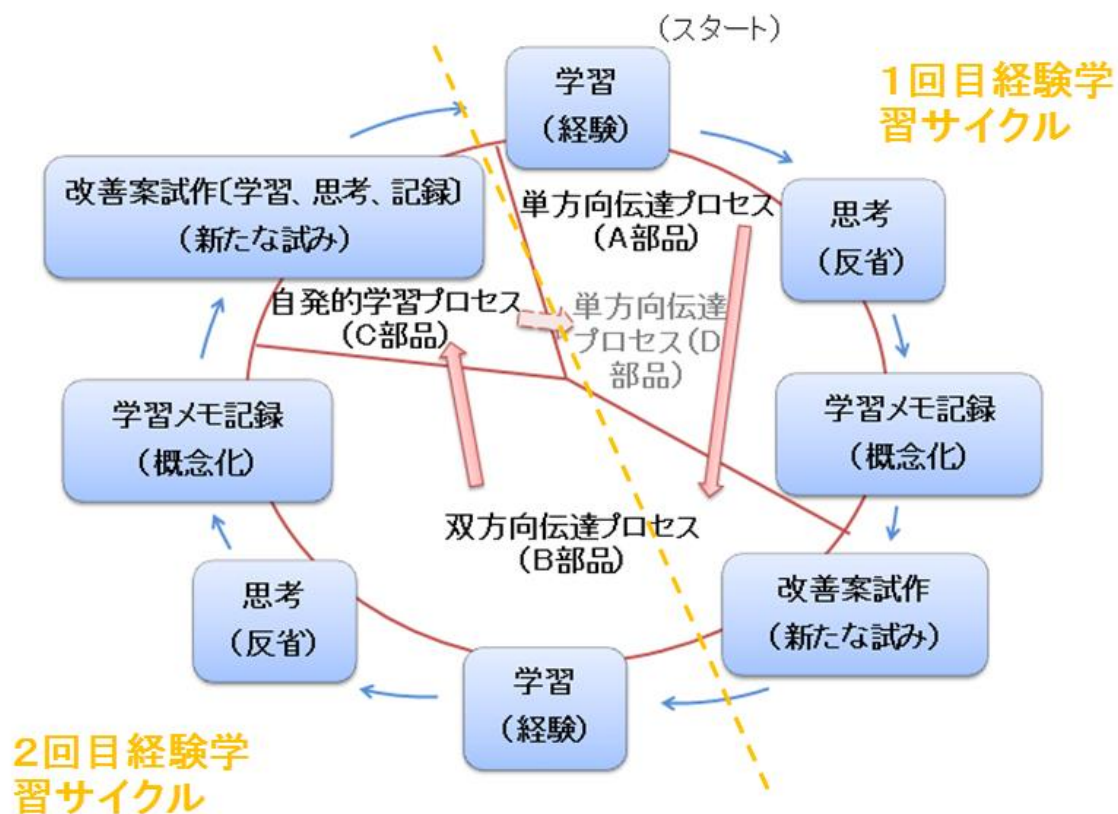 (スタート)
学習
(経験)
1回目経験学
習サイクル
思考
(反省)
学習メモ記録
(概念化)
改善案試作
(新たな試み)
学習
(経験)
思考
(反省)
学習メモ記録
(概念化)
改善案試作〔学習、思考、記録〕
(新たな試み)
2回目経験学
習サイクル
単方向伝達プロセス
(A部品)
双方向伝達プロセス
(B部品)
自発的学習プロセス
(C部品)
単方向伝達
プロセス(D
部品)